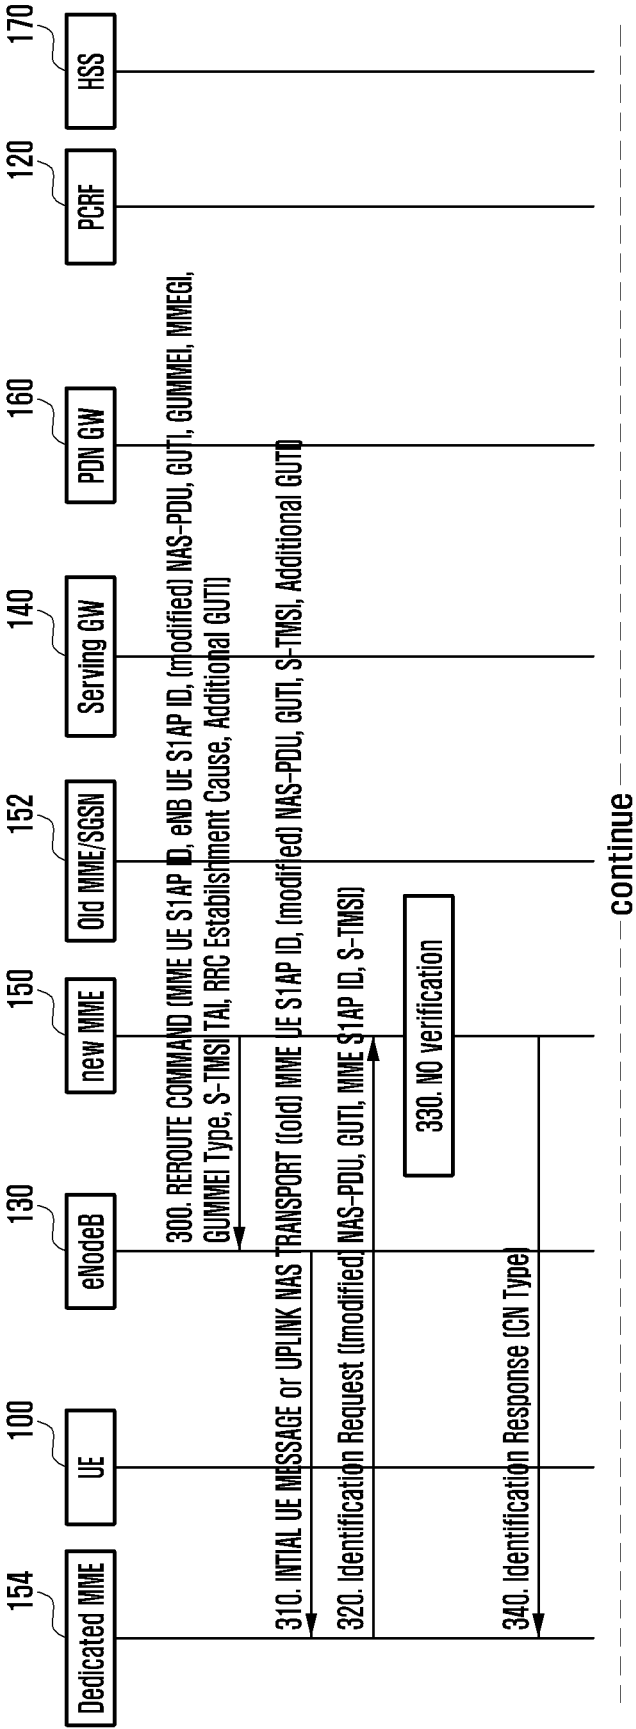 154
100
130
150
152
140
160
120
170
Dedicated MME
UE
eNodeB
new MME
Old MME/SGSN
Serving GW
PDN GW
PCRF
HSS
300. REROUTE COMMAND (MME UE S1AP ID, eNB UE S1AP ID, (modified) NAS-PDU, GUTI, GUMMEI, MMEGI,
GUMMEI Type, S-TMSI, TAI, RRC Estabilshment Cause, Additional GUTI)
310. INTIAL UE MESSAGE or UPLINK NAS TRANSPORT ((old) MME UE S1AP ID, (modified) NAS-PDU, GUTI, S-TMSI, Additional GUTI)
320. Identification Request ((modified) NAS-PDU, GUTI, MME S1AP ID, S-TMSI)
330. NO verification
340. Identification Response (CN Type)
continue